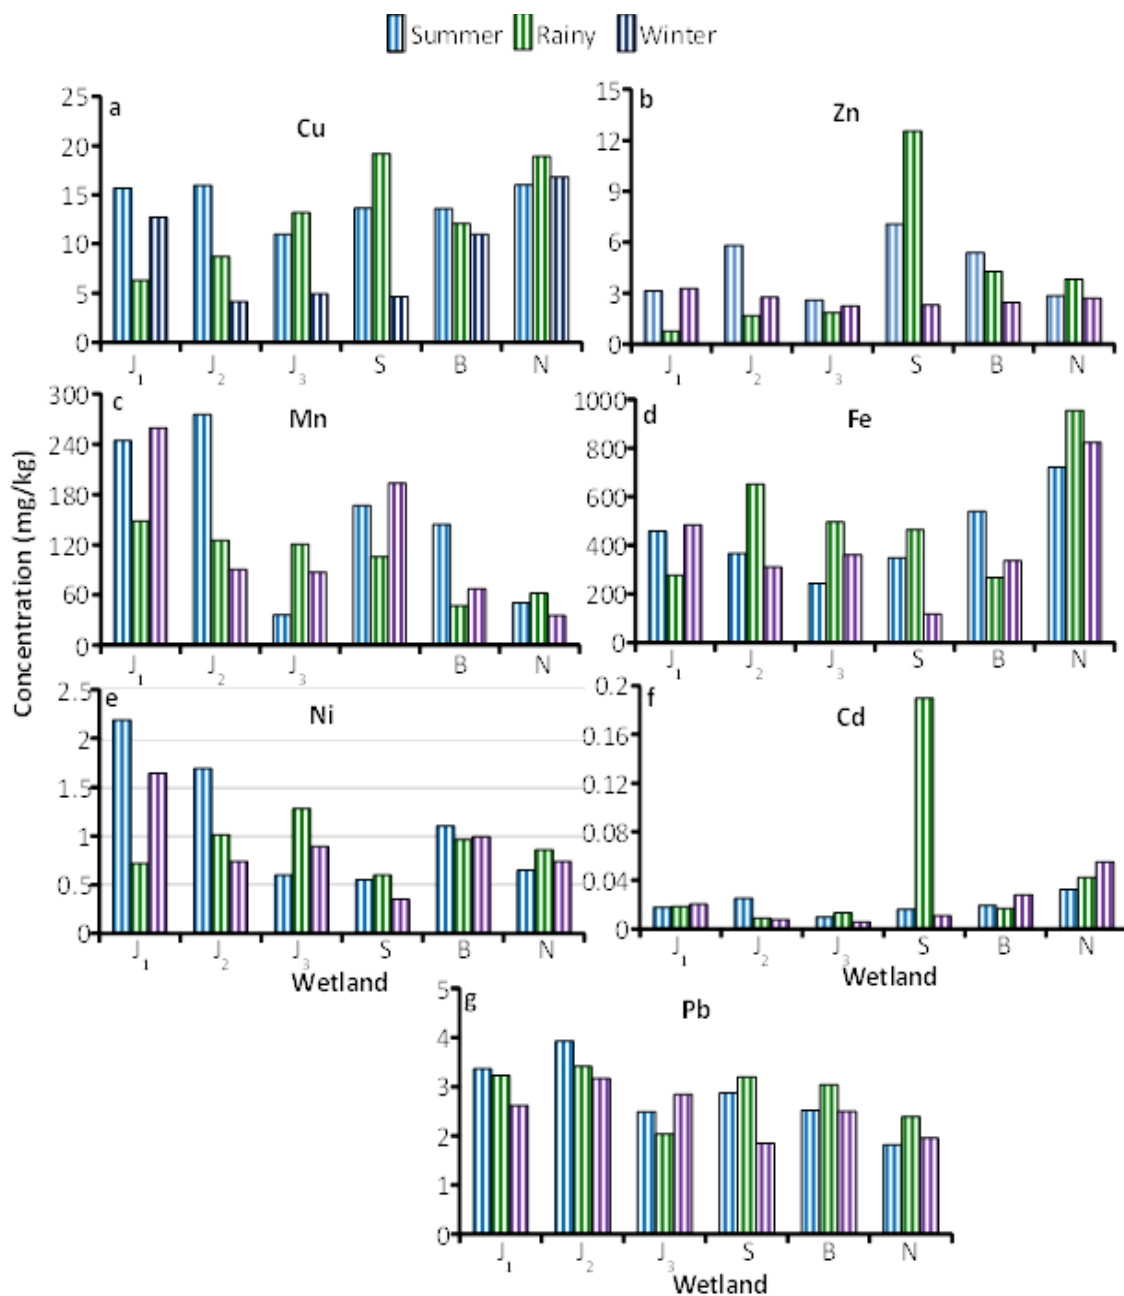 Summer Rainy Winter
a Cu
25
20
15
10
5
0
J1 J2 J3 S B N
b Zn
15
12
9
6
3
0
J1 J2 J3 S B N
Concentration (mg/kg)
c Mn
300
240
180
120
60
0
J1 J2 J3 B N
d Fe
1000
800
600
400
200
0
J1 J2 J3 S B N
e Ni
2.5
2
1.5
1
0.5
0
J1 J2 J3 S B N
Wetland
f Cd
0.2
0.16
0.12
0.08
0.04
0
J1 J2 J3 S B N
Wetland
g Pb
5
4
3
2
1
0
J1 J2 J3 S B N
Wetland